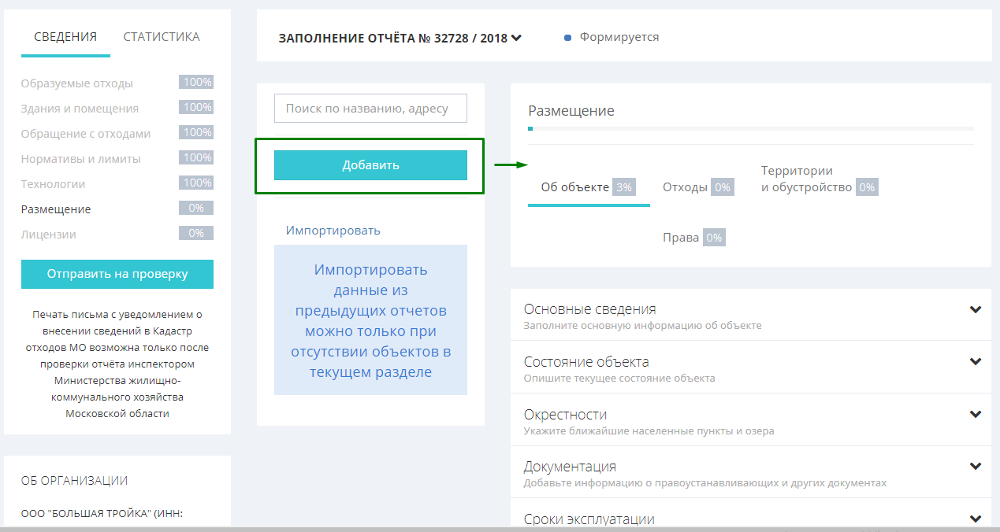 СВЕДЕНИЯ СТАТИСТИКА
Образуемые отходы 100%
Здания и помещения 100%
Обращение с отходами 100%
Нормативы и лимиты 100%
Технологии 100%
Размещение 0%
Лицензии 0%
Отправить на проверку
Печать письма с уведомлением о
внесении сведений в Кадастр
отходов МО возможна только после
проверки отчёта инспектором
Министерства жилищно-
коммунального хозяйства
Московской области
ОБ ОРГАНИЗАЦИИ
ООО "БОЛЬШАЯ ТРОЙКА" (ИНН:
ЗАПОЛНЕНИЕ ОТЧЁТА № 32728 / 2018
Формируется
Поиск по названию, адресу
Добавить
Импортировать
Импортировать
данные из
предыдущих отчетов
можно только при
отсутствии объектов в
текущем разделе
Размещение
Об объекте 3%
Отходы 0%
Территории
и обустройство 0%
Права 0%
Основные сведения
Заполните основную информацию об объекте
Состояние объекта
Опишите текущее состояние объекта
Окрестности
Укажите ближайшие населенные пункты и озера
Документация
Добавьте информацию о правоустанавливающих и других документах
Сроки эксплуатации